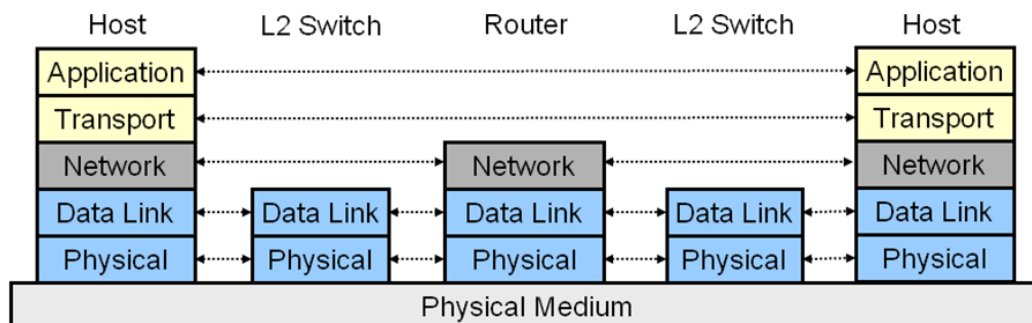 Host L2 Switch Router L2 Switch Host
Application Application
Transport Transport
Network Network Network
Data Link Data Link Data Link Data Link Data Link
Physical Physical Physical Physical Physical
Physical Medium